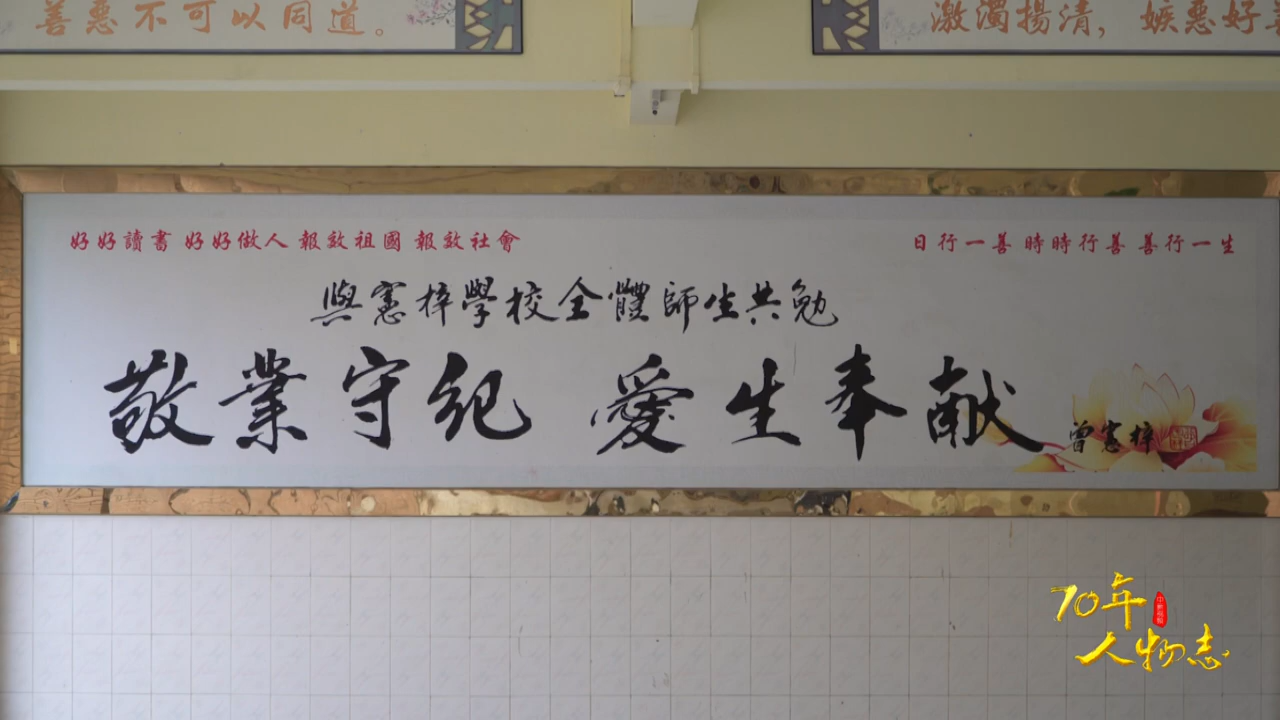 善惡不可以同道。
激濁揚清，嫉惡好善
好好讀書 好好做人 報效祖國 報效社會
日行一善 時時行善 善行一生
與憲梓學校全體師生共勉
敬業守紀 愛生奉献
曾憲梓
70年
人物志